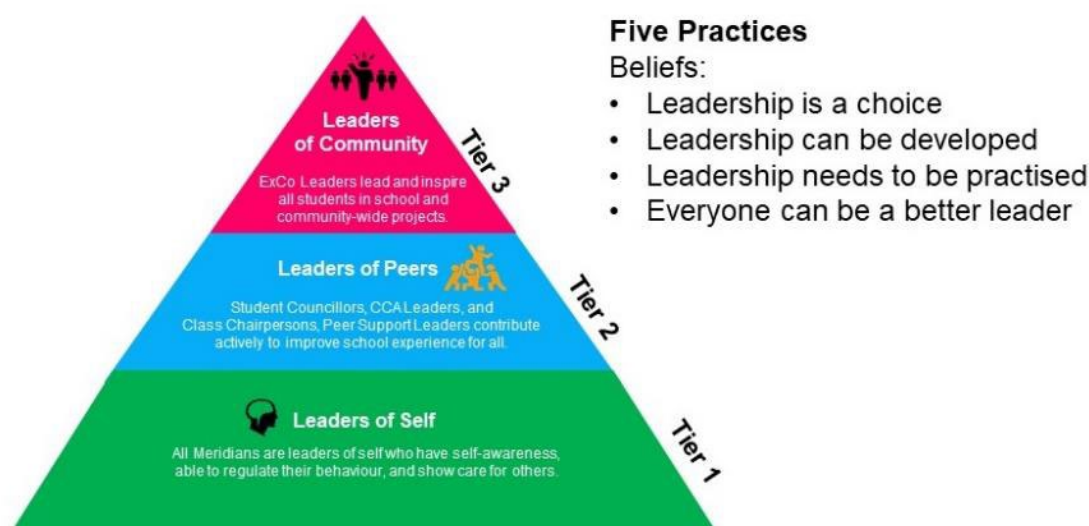 Five Practices
Beliefs:
• Leadership is a choice
• Leadership can be developed
• Leadership needs to be practised
• Everyone can be a better leader
Leaders
of Community
ExCo Leaders lead and inspire
all students in school and
community-wide projects.
Tier 3
Leaders of Peers
Student Councillors, CCA Leaders, and
Class Chairpersons, Peer Support Leaders contribute
actively to improve school experience for all.
Tier 2
Leaders of Self
All Meridians are leaders of self who have self-awareness,
able to regulate their behaviour, and show care for others.
Tier 1